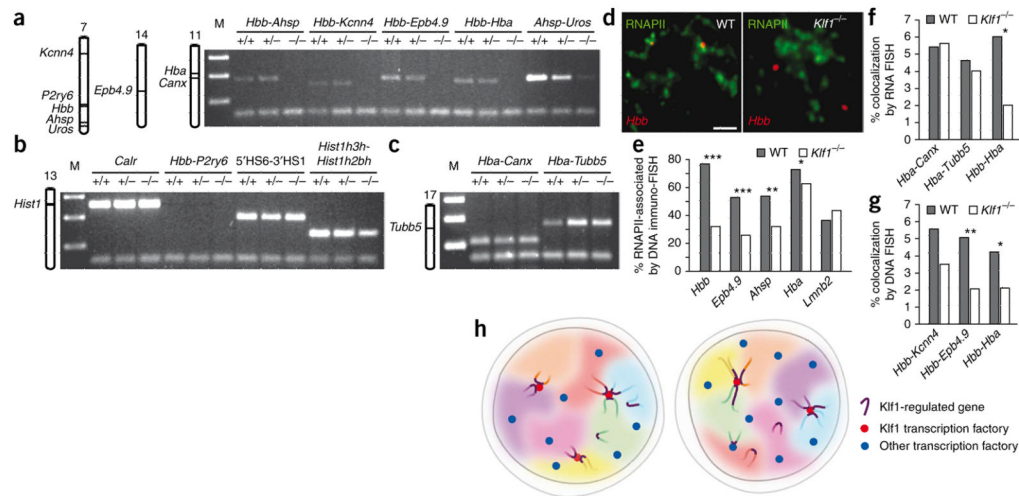 a
7
14
11
Kcnn4
P2ry6
Hbb
Ahsp
Uros
Epb4.9
Hba
Canx
M
Hbb-Ahsp Hbb-Kcnn4 Hbb-Epb4.9 Hbb-Hba Ahsp-Uros
+/+ +/− −/− +/+ +/− −/− +/+ +/− −/− +/+ +/− −/− +/+ +/− −/−
b
13
Hist1
M
Calr Hbb-P2ry6 5′HS6-3′HS1 Hist1h3h-
Hist1h2bh
+/+ +/− −/− +/+ +/− −/− +/+ +/− −/− +/+ +/− −/−
c
17
Tubb5
M
Hba-Canx Hba-Tubb5
+/+ +/− −/− +/+ +/− −/−
d
RNAPII WT
Hbb
Klf1−/−
Hbb
e
WT Klf1−/−
% RNAPII-associated
by DNA immuno-FISH
80
60
40
20
0
***
***
**
*
Hbb
Epb4.9
Ahsp
Hba
Lmnb2
f
WT Klf1−/−
% colocalization
by RNA FISH
7
6
5
4
3
2
1
0
*
Hba-Canx
Hba-Tubb5
Hbb-Hba
g
WT Klf1−/−
% colocalization
by DNA FISH
6
5
4
3
2
1
0
**
*
Hbb-Kcnn4
Hbb-Epb4.9
Hbb-Hba
h
Klf1-regulated gene
Klf1 transcription factory
Other transcription factory